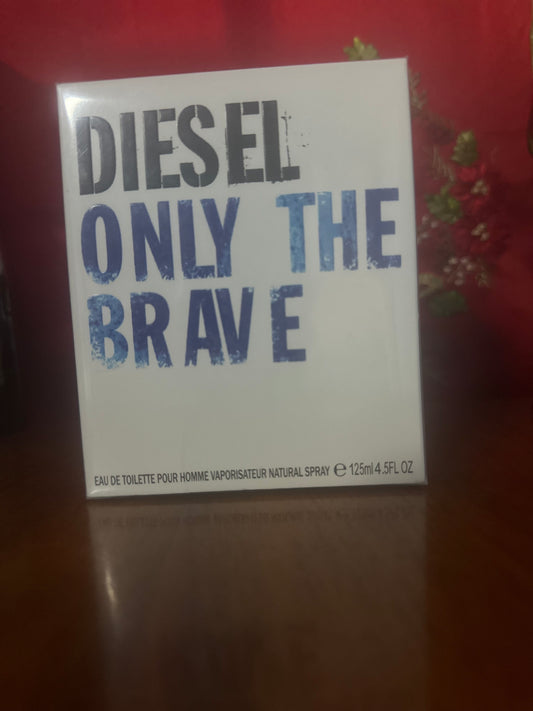 DIESEL
ONLY THE
BRAVE
EAU DE TOILETTE POUR HOMME VAPORISATEUR NATURAL SPRAY ℮ 125ml 4.5FL OZ